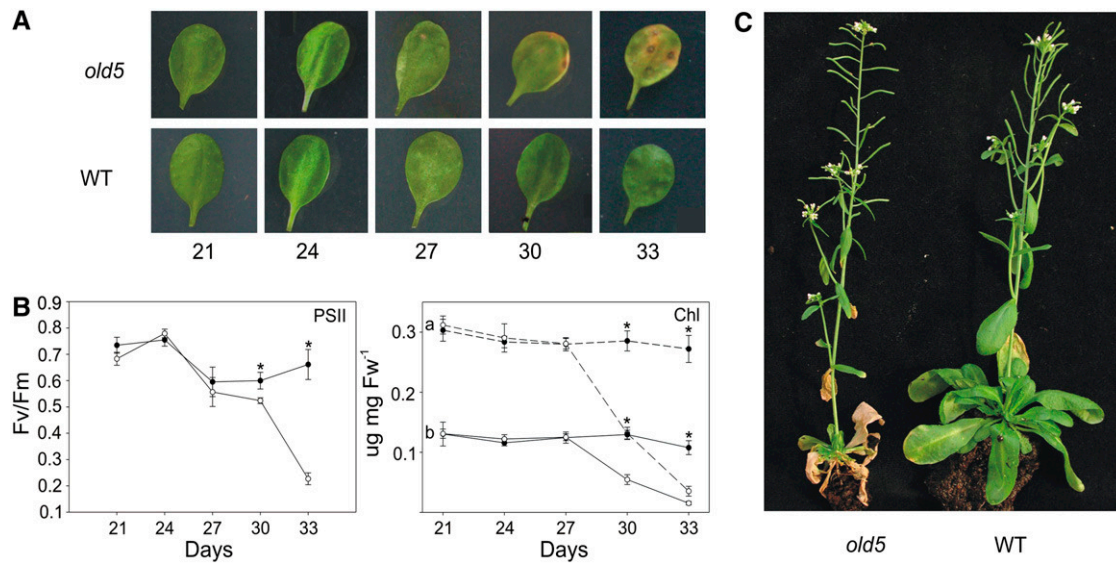 A
old5
WT
21 24 27 30 33
B
PSII
Fv/Fm
0.9
0.8
0.7
0.6
0.5
0.4
0.3
0.2
0.1
21 24 27 30 33
Days
* *
Chl
ug mg Fw-1
0.3
0.1
a
b
* *
* *
21 24 27 30 33
Days
C
old5 WT